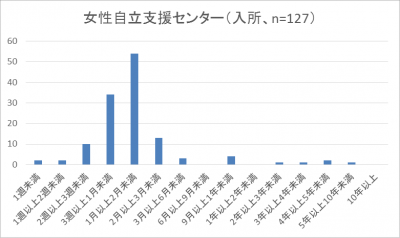 女性自立支援センター(入所、n=127)
60
50
40
30
20
10
0
1週未満
1週以上2週未満
2週以上3週未満
3週以上1月未満
1月以上2月未満
2月以上3月未満
3月以上6月未満
6月以上9月未満
9月以上1年未満
1年以上2年未満
2年以上3年未満
3年以上4年未満
4年以上5年未満
5年以上10年未満
10年以上